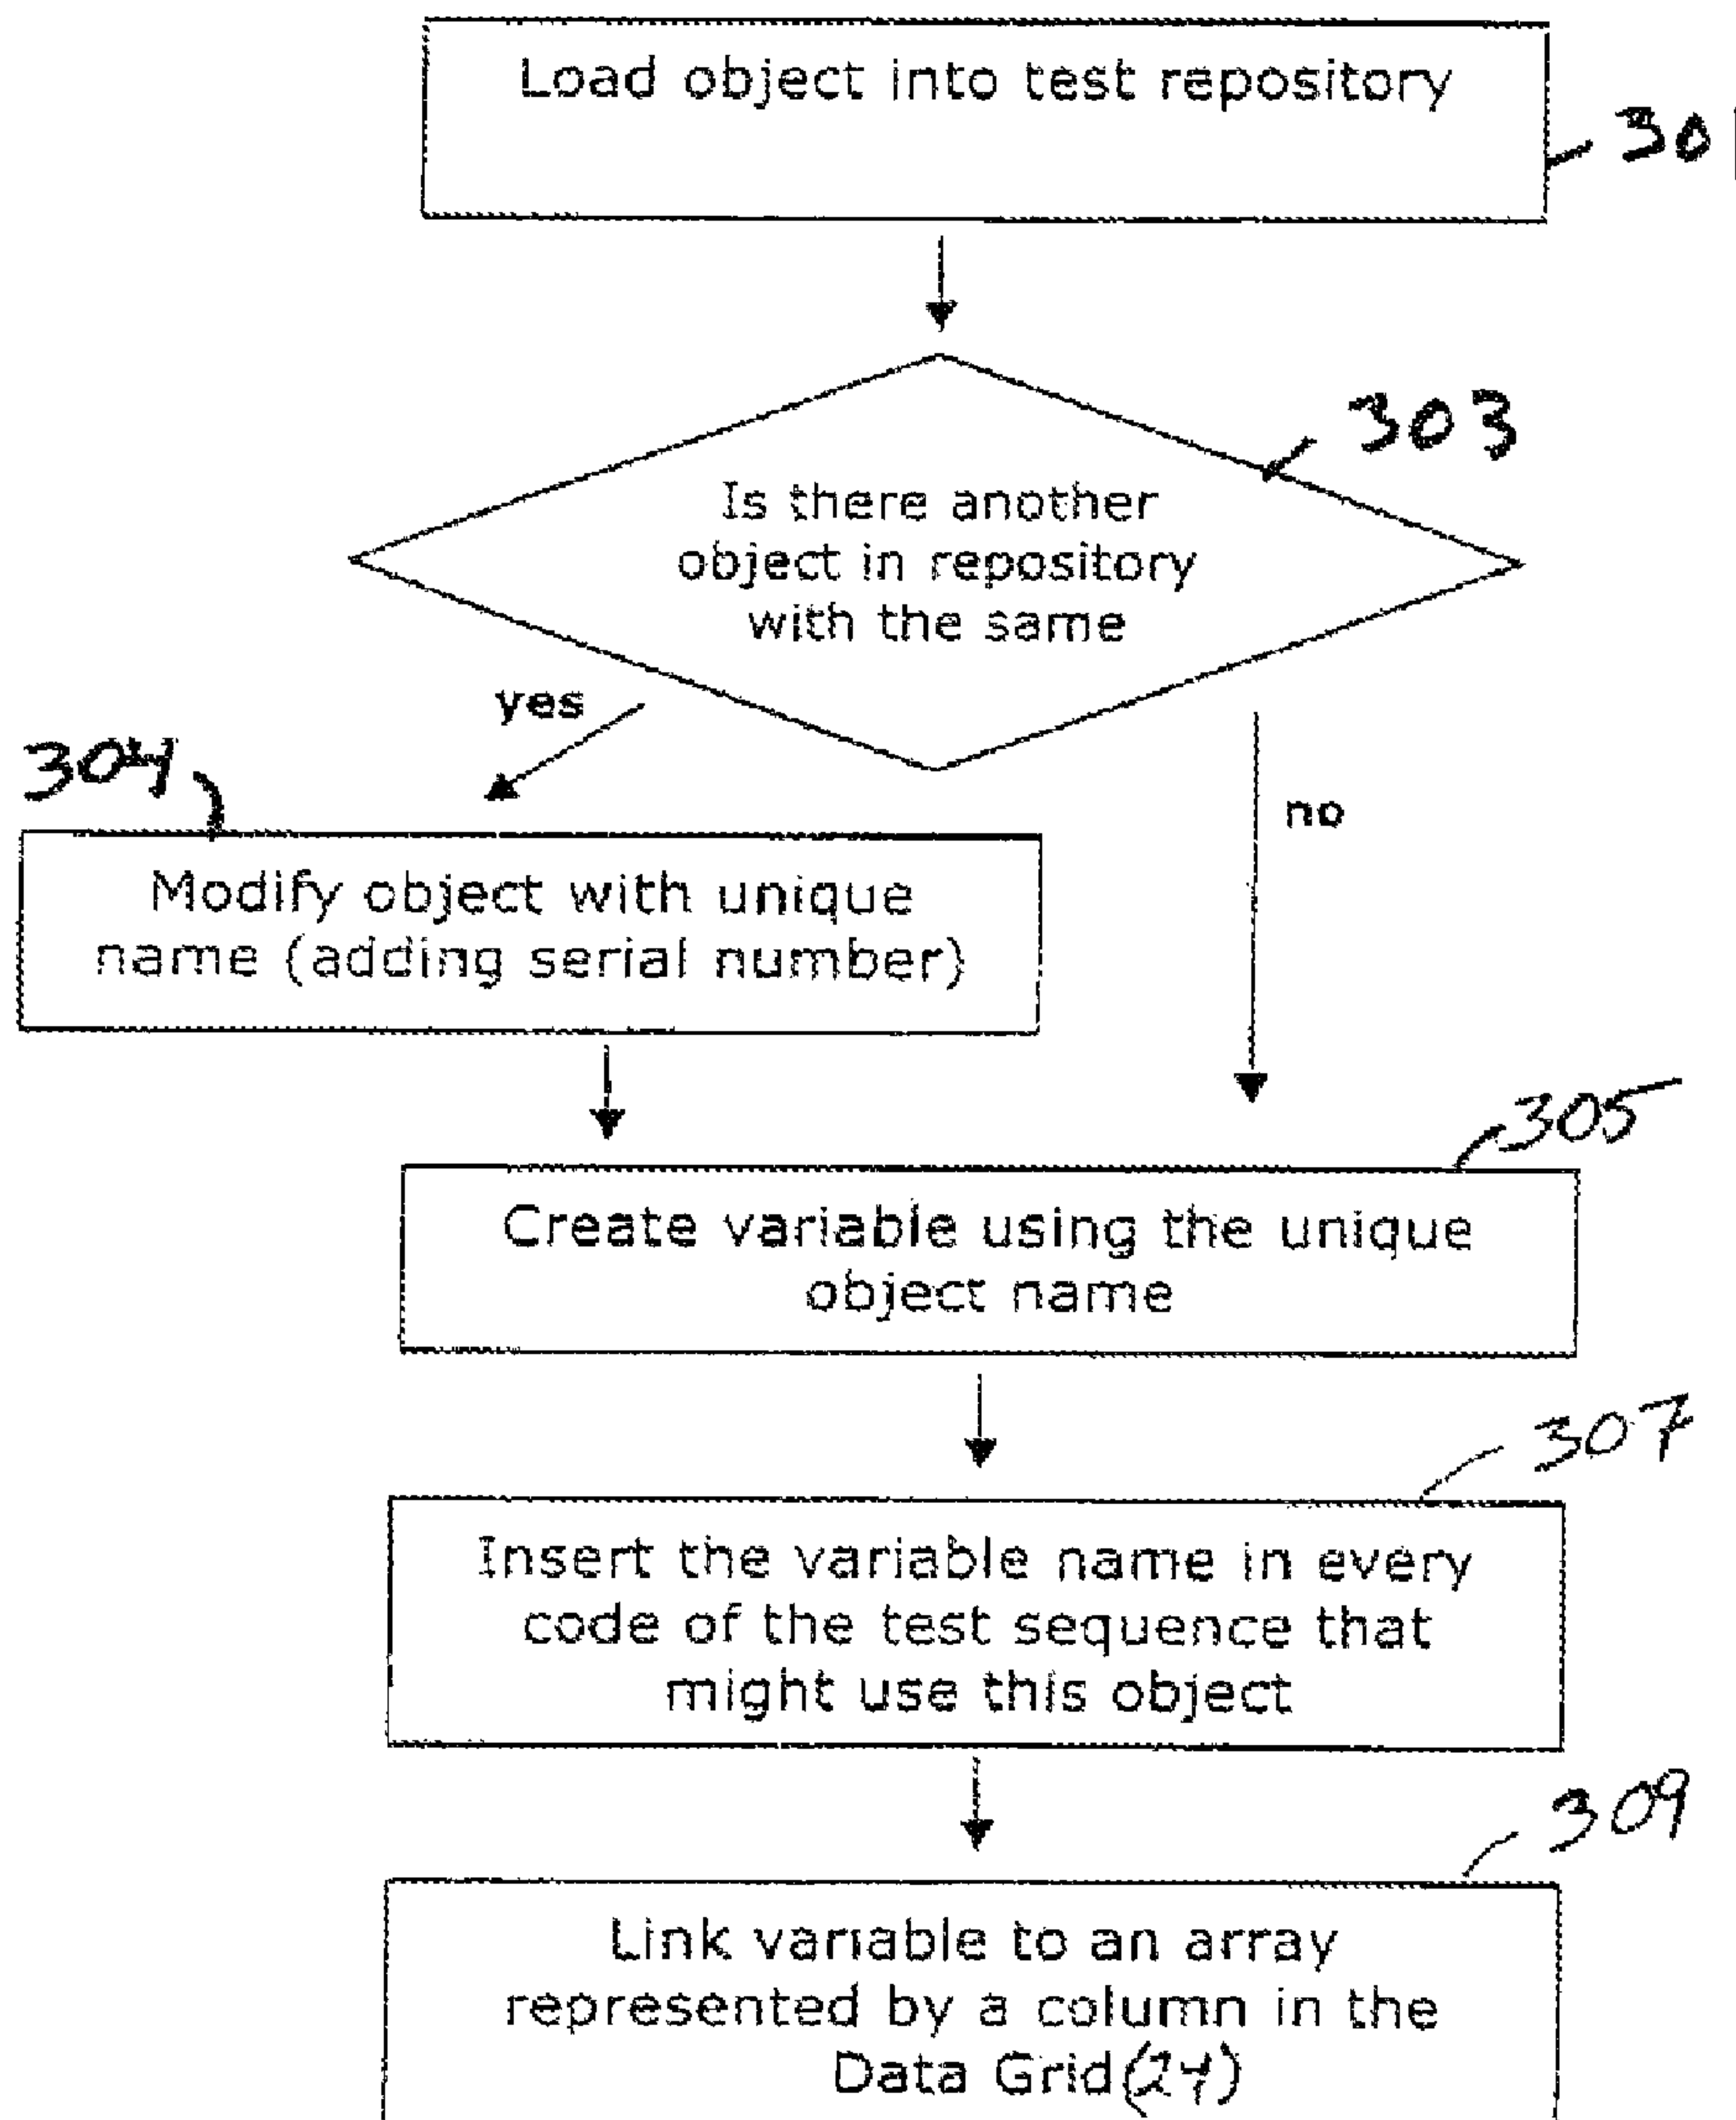 Load object into test repository
301
303
Is there another
object in repository
with the same
yes
no
304
Modify object with unique
name (adding serial number)
305
Create variable using the unique
object name
307
Insert the variable name in every
code of the test sequence that
might use this object
309
Link variable to an array
represented by a column in the
Data Grid (24)